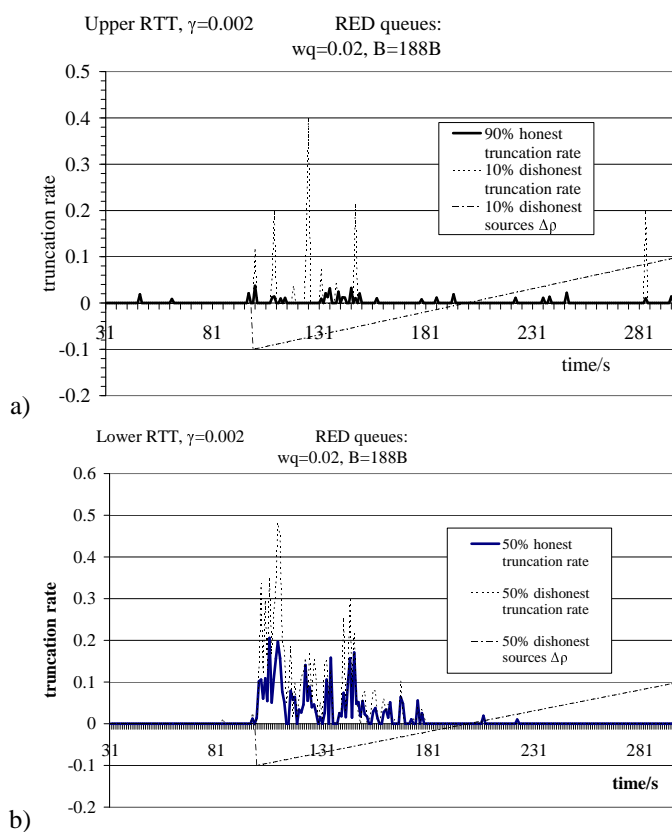 Upper RTT, γ=0.002
RED queues:
wq=0.02, B=188B
0.5
0.4
0.3
0.2
0.1
0
-0.1
-0.2
truncation rate
90% honest
truncation rate
10% dishonest
truncation rate
10% dishonest
sources Δρ
31 81 131 181 231 281
time/s
a)
Lower RTT, γ=0.002
RED queues:
wq=0.02, B=188B
0.6
0.5
0.4
0.3
0.2
0.1
0
-0.1
-0.2
truncation rate
50% honest
truncation rate
50% dishonest
truncation rate
50% dishonest
sources Δρ
31 81 131 181 231 281
time/s
b)